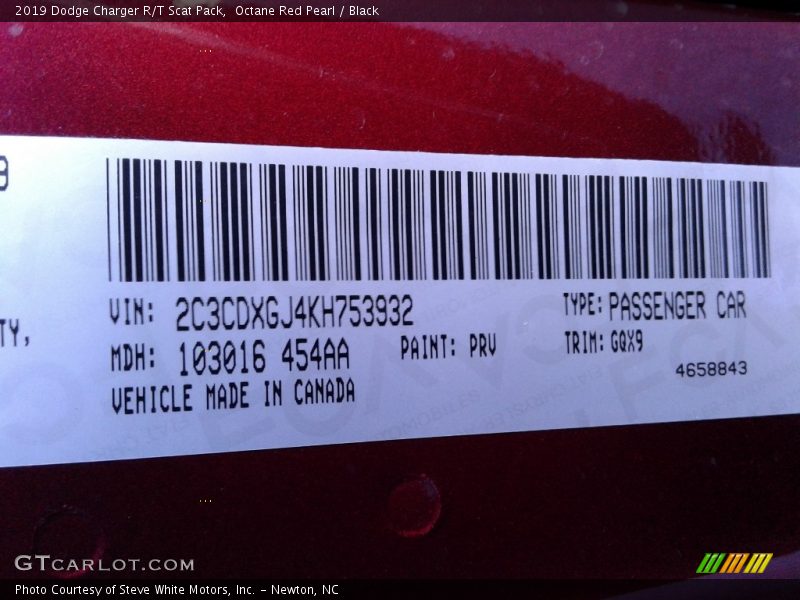 2019 Dodge Charger R/T Scat Pack,  Octane Red Pearl / Black
VIN: 2C3CDXGJ4KH753932
TYPE: PASSENGER CAR
MDH: 103016 454AA
PAINT: PRV
TRIM: GQX9
VEHICLE MADE IN CANADA
4658843
TY,
GTCARLOT.COM
Photo Courtesy of Steve White Motors, Inc. – Newton, NC